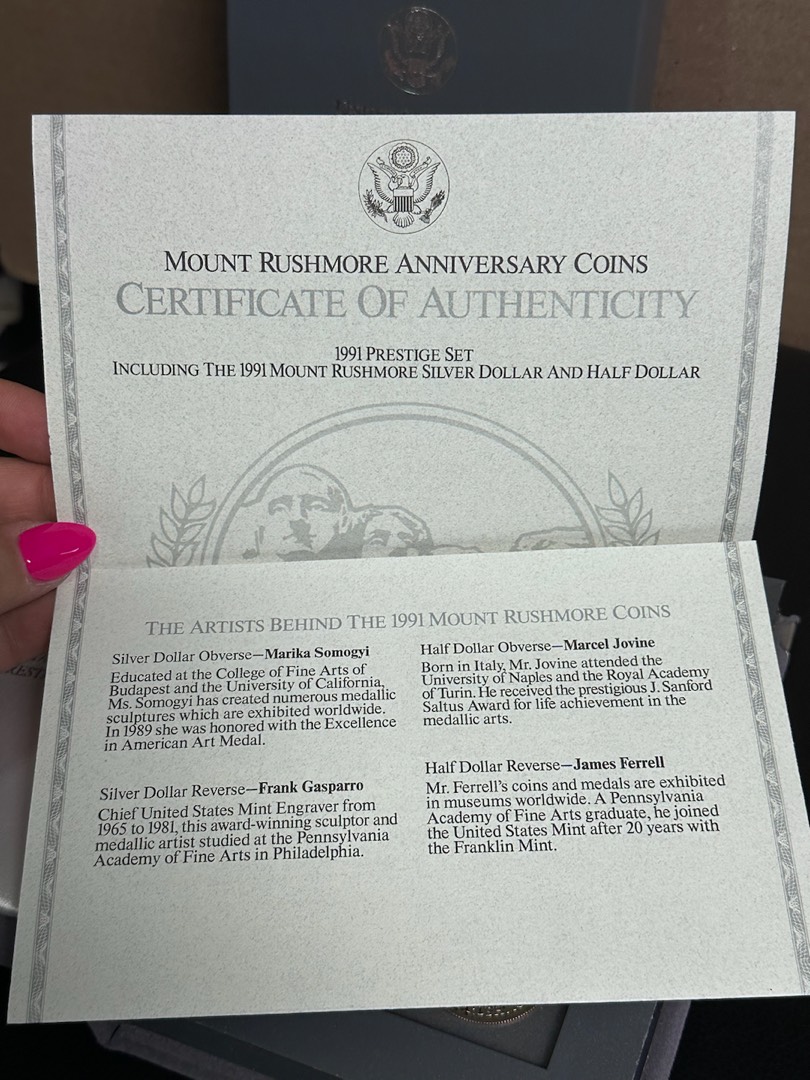 MOUNT RUSHMORE ANNIVERSARY COINS
CERTIFICATE OF AUTHENTICITY
1991 PRESTIGE SET
INCLUDING THE 1991 MOUNT RUSHMORE SILVER DOLLAR AND HALF DOLLAR
THE ARTISTS BEHIND THE 1991 MOUNT RUSHMORE COINS
Silver Dollar Obverse—Marika Somogyi
Educated at the College of Fine Arts of
Budapest and the University of California,
Ms. Somogyi has created numerous medallic
sculptures which are exhibited worldwide.
In 1989 she was honored with the Excellence
in American Art Medal.
Silver Dollar Reverse—Frank Gasparro
Chief United States Mint Engraver from
1965 to 1981, this award-winning sculptor and
medallic artist studied at the Pennsylvania
Academy of Fine Arts in Philadelphia.
Half Dollar Obverse—Marcel Jovine
Born in Italy, Mr. Jovine attended the
University of Naples and the Royal Academy
of Turin. He received the prestigious J. Sanford
Saltus Award for life achievement in the
medallic arts.
Half Dollar Reverse—James Ferrell
Mr. Ferrell's coins and medals are exhibited
in museums worldwide. A Pennsylvania
Academy of Fine Arts graduate, he joined
the United States Mint after 20 years with
the Franklin Mint.